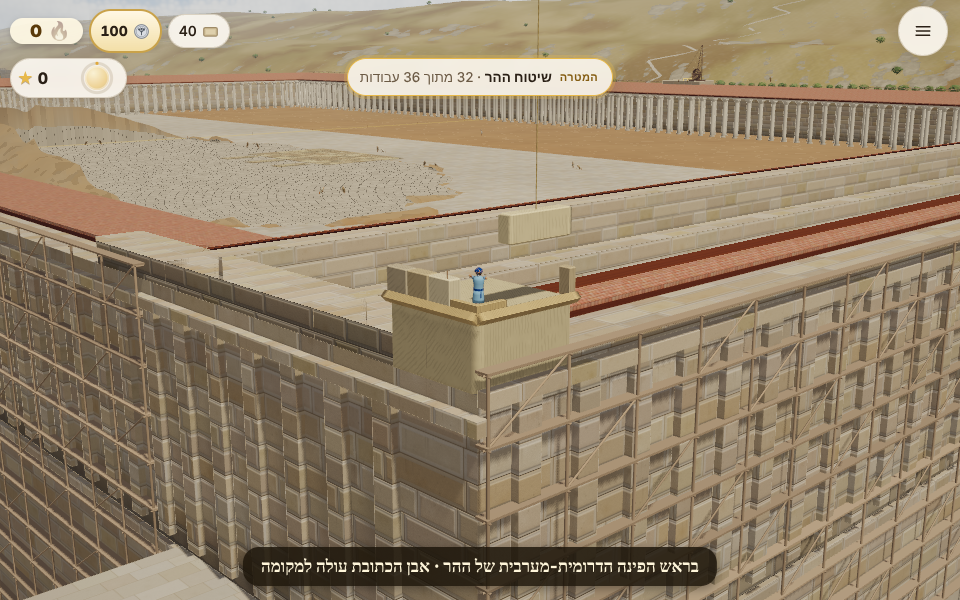 0
100
40
0
המטרה שיטוח ההר · 32 מתוך 36 עבודות
בראש הפינה הדרומית-מערבית של ההר · אבן הכתובת עולה למקומה